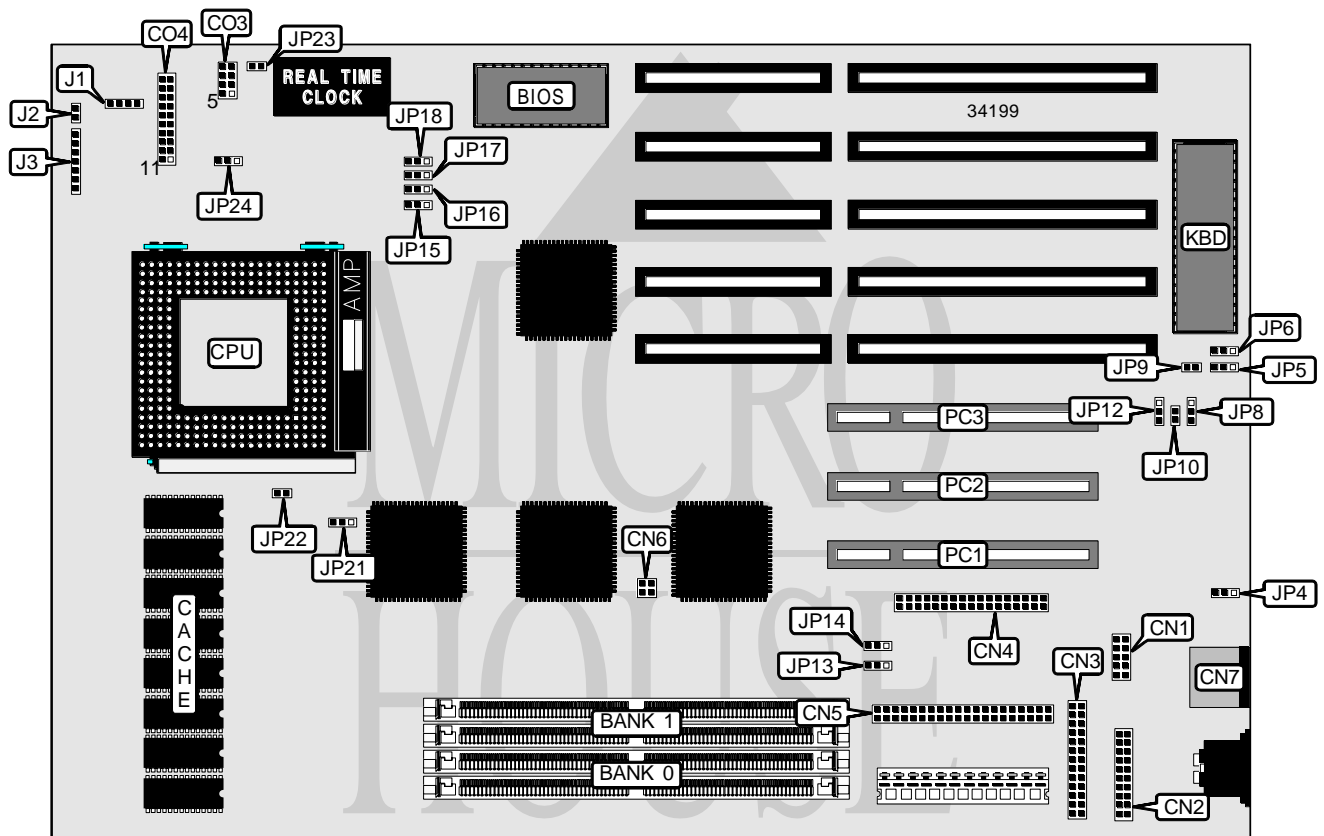 CO4
CO3
JP23
J1
REAL TIME
CLOCK
BIOS
5
J2
34199
JP18
J3
JP17
11
JP24
JP16
JP15
KBD
AMP
MICRO
HOUSE
CPU
JP6
JP9
JP5
PC3
JP12
JP8
JP10
PC2
JP22
CN6
JP21
PC1
JP4
CACHE
JP14
CN4
CN1
JP13
CN3
CN7
CN5
BANK 1
BANK 0
CN2